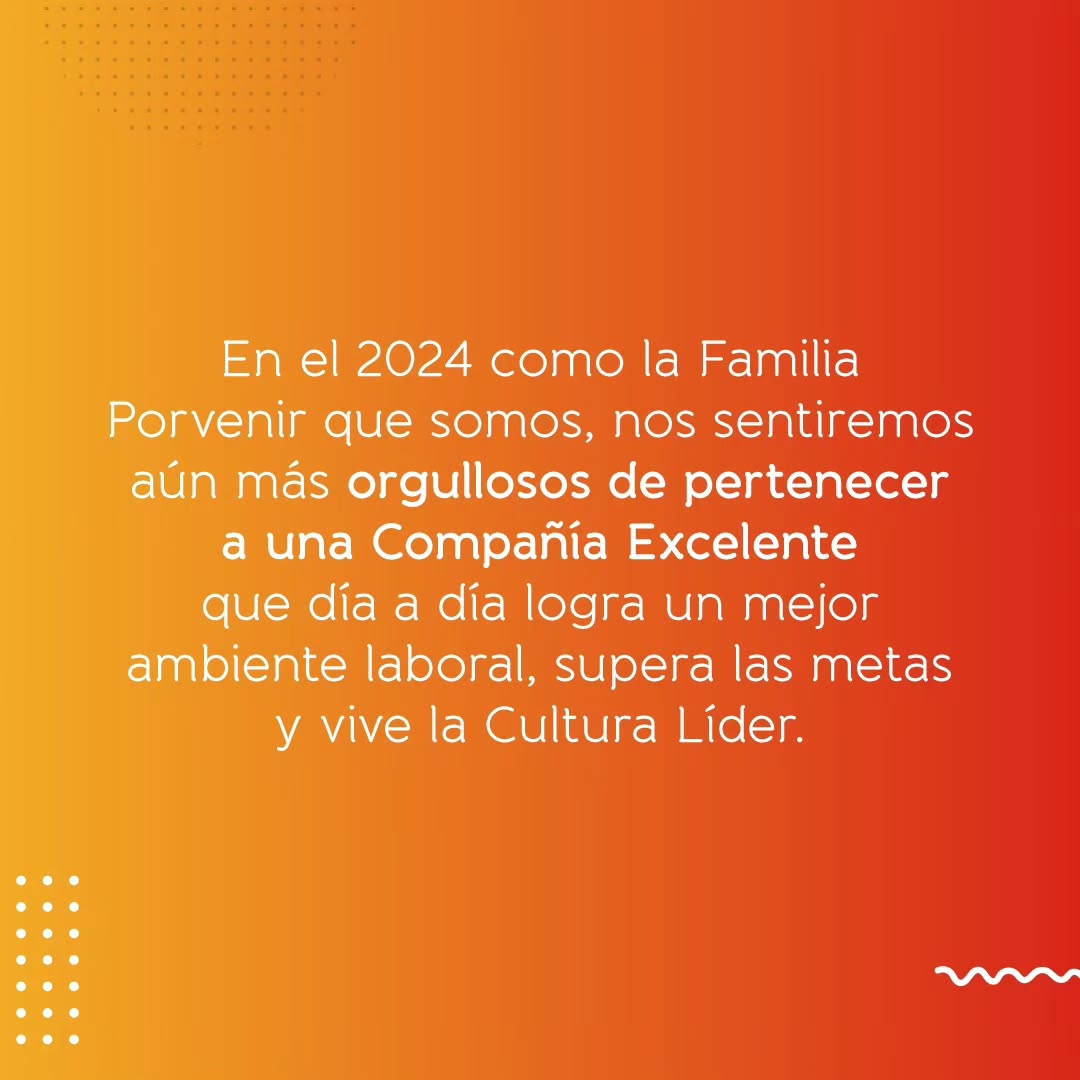 En el 2024 como la Familia
Porvenir que somos, nos sentiremos
aún más orgullosos de pertenecer
a una Compañía Excelente
que día a día logra un mejor
ambiente laboral, supera las metas
y vive la Cultura Líder.